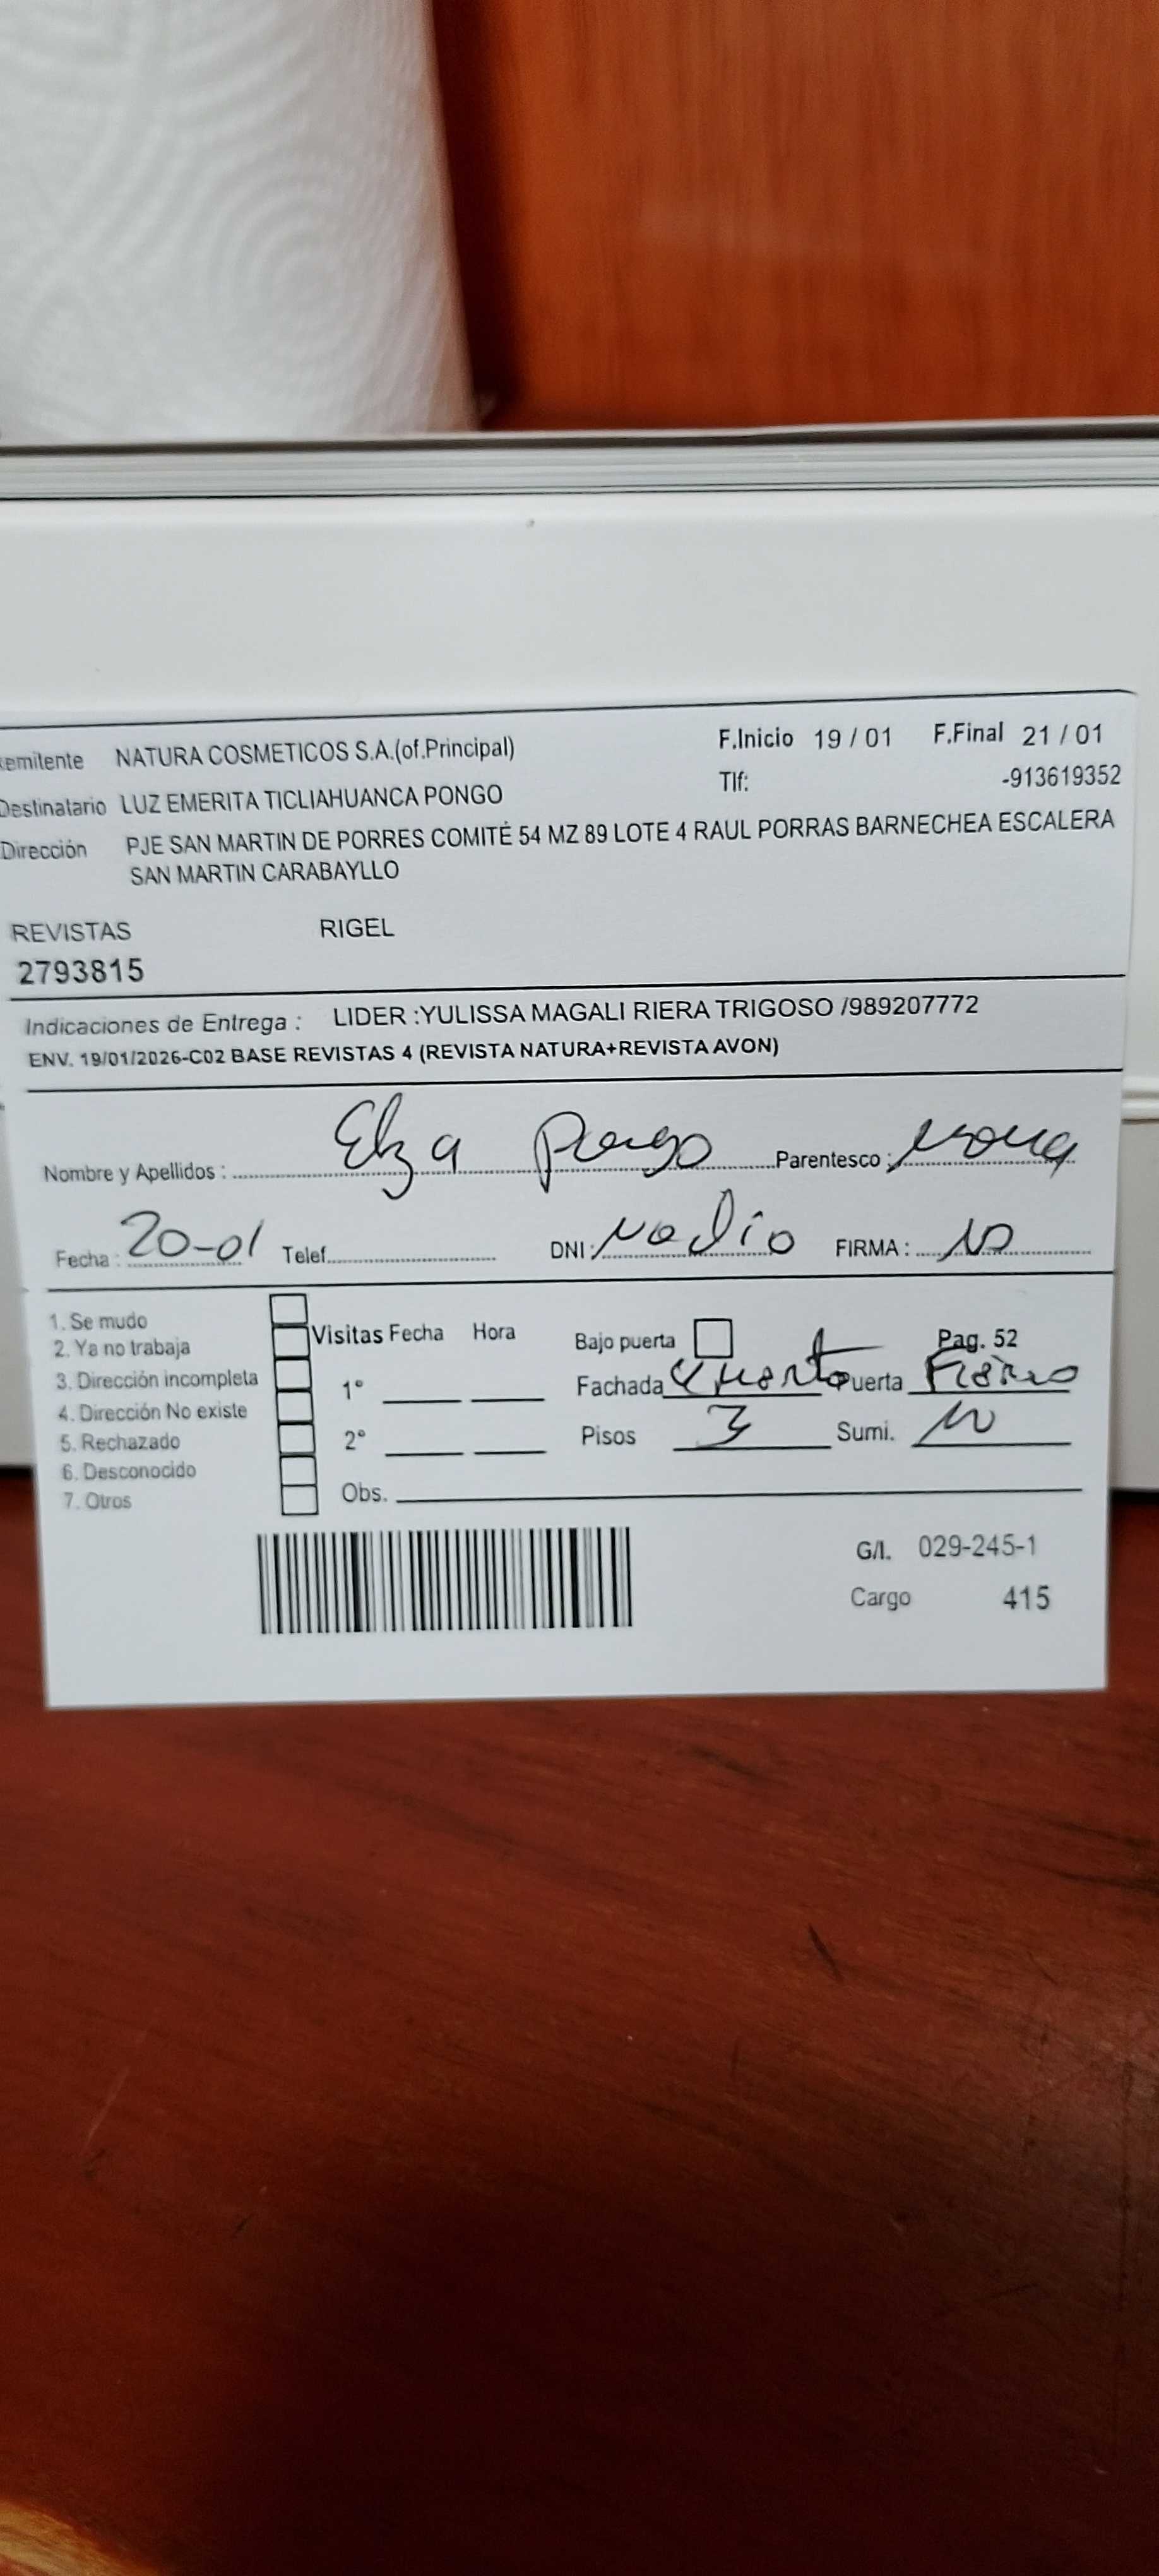 emitente NATURA COSMETICOS S.A.(of.Principal) F.Inicio 19 / 01 F.Final 21 / 01
Destinatario LUZ EMERITA TICLIAHUANCA PONGO Tlf: -913619352
Dirección PJE SAN MARTIN DE PORRES COMITÉ 54 MZ 89 LOTE 4 RAUL PORRAS BARNECHEA ESCALERA
SAN MARTIN CARABAYLLO
REVISTAS RIGEL
2793815
Indicaciones de Entrega : LIDER :YULISSA MAGALI RIERA TRIGOSO /989207772
ENV. 19/01/2026-C02 BASE REVISTAS 4 (REVISTA NATURA+REVISTA AVON)
Nombre y Apellidos : Elza Pongo Parentesco :
Fecha : 20-01 Telef. DNI: No dio FIRMA :
1. Se mudo
2. Ya no trabaja Visitas Fecha Hora Bajo puerta Pag. 52
3. Dirección incompleta 1° Fachada Puerta Fierro
4. Dirección No existe
5. Rechazado 2° Pisos 3 Sumi.
6. Desconocido
7. Otros Obs.
G/I. 029-245-1
Cargo 415